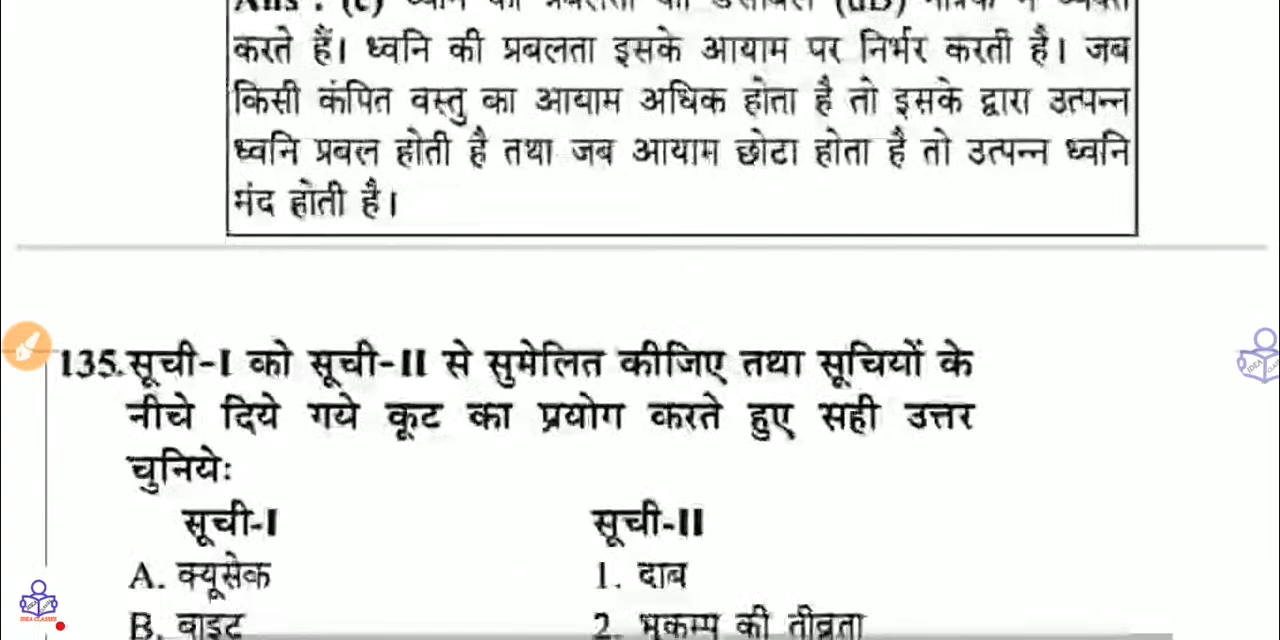 करते हैं। ध्वनि की प्रबलता इसके आयाम पर निर्भर करती है। जब
किसी कंपित वस्तु का आयाम अधिक होता है तो इसके द्वारा उत्पन्न
ध्वनि प्रबल होती है तथा जब आयाम छोटा होता है तो उत्पन्न ध्वनि
मंद होती है।
135. सूची-I को सूची-II से सुमेलित कीजिए तथा सूचियों के
नीचे दिये गये कूट का प्रयोग करते हुए सही उत्तर
चुनियेः
सूची-I सूची-II
A. क्यूसेक 1. दाब
B. बाइट 2. भूकम्प की तीव्रता
IDEA CLASSES